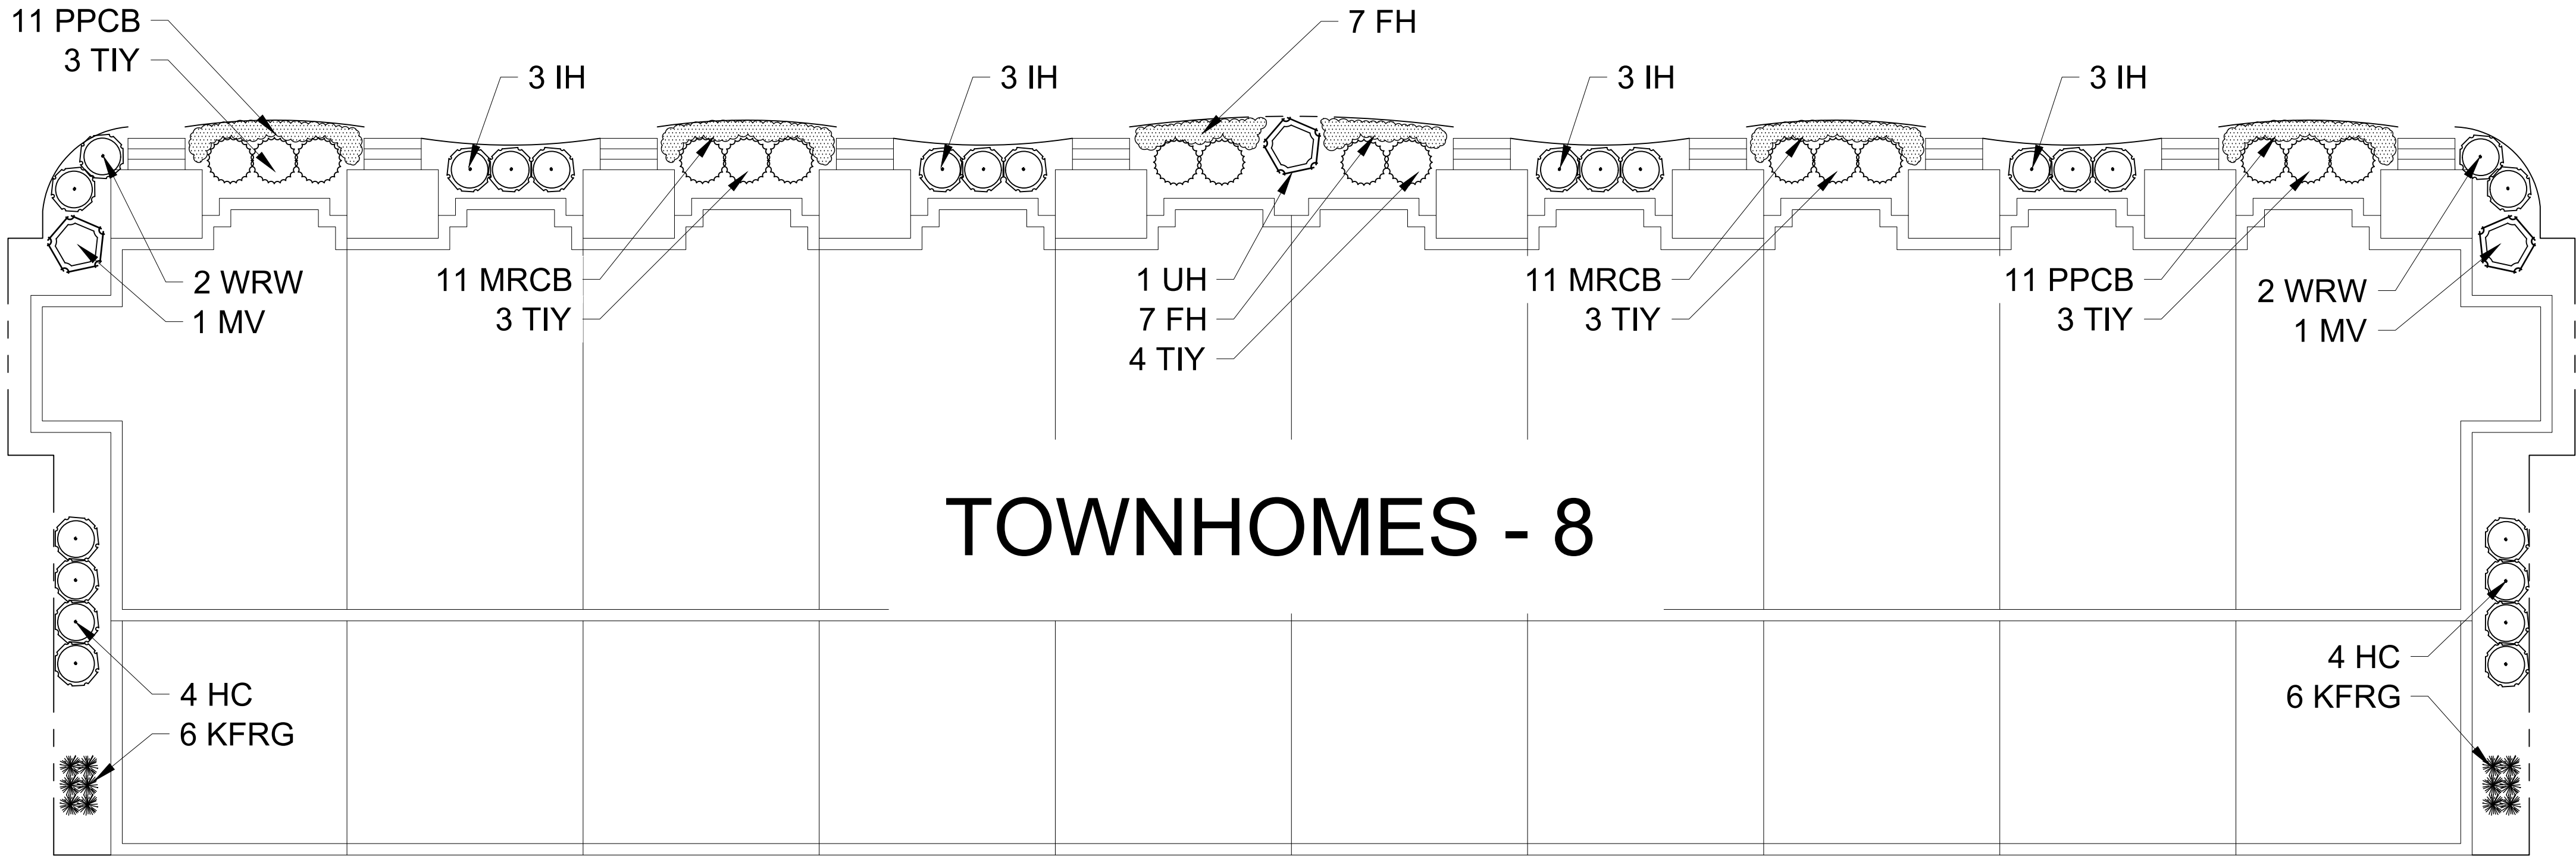 11 PPCB
3 TIY
3 IH
3 IH
7 FH
3 IH
3 IH
2 WRW
1 MV
11 MRCB
3 TIY
1 UH
7 FH
4 TIY
11 MRCB
3 TIY
11 PPCB
3 TIY
2 WRW
1 MV
TOWNHOMES - 8
4 HC
6 KFRG
4 HC
6 KFRG